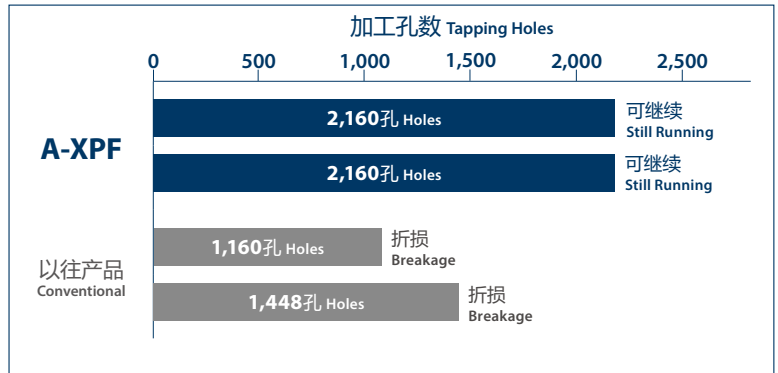 加工孔数 Tapping Holes
0 500 1,000 1,500 2,000 2,500
A-XPF
2,160孔 Holes
可继续
Still Running
2,160孔 Holes
可继续
Still Running
以往产品
Conventional
1,160孔 Holes
折损
Breakage
1,448孔 Holes
折损
Breakage